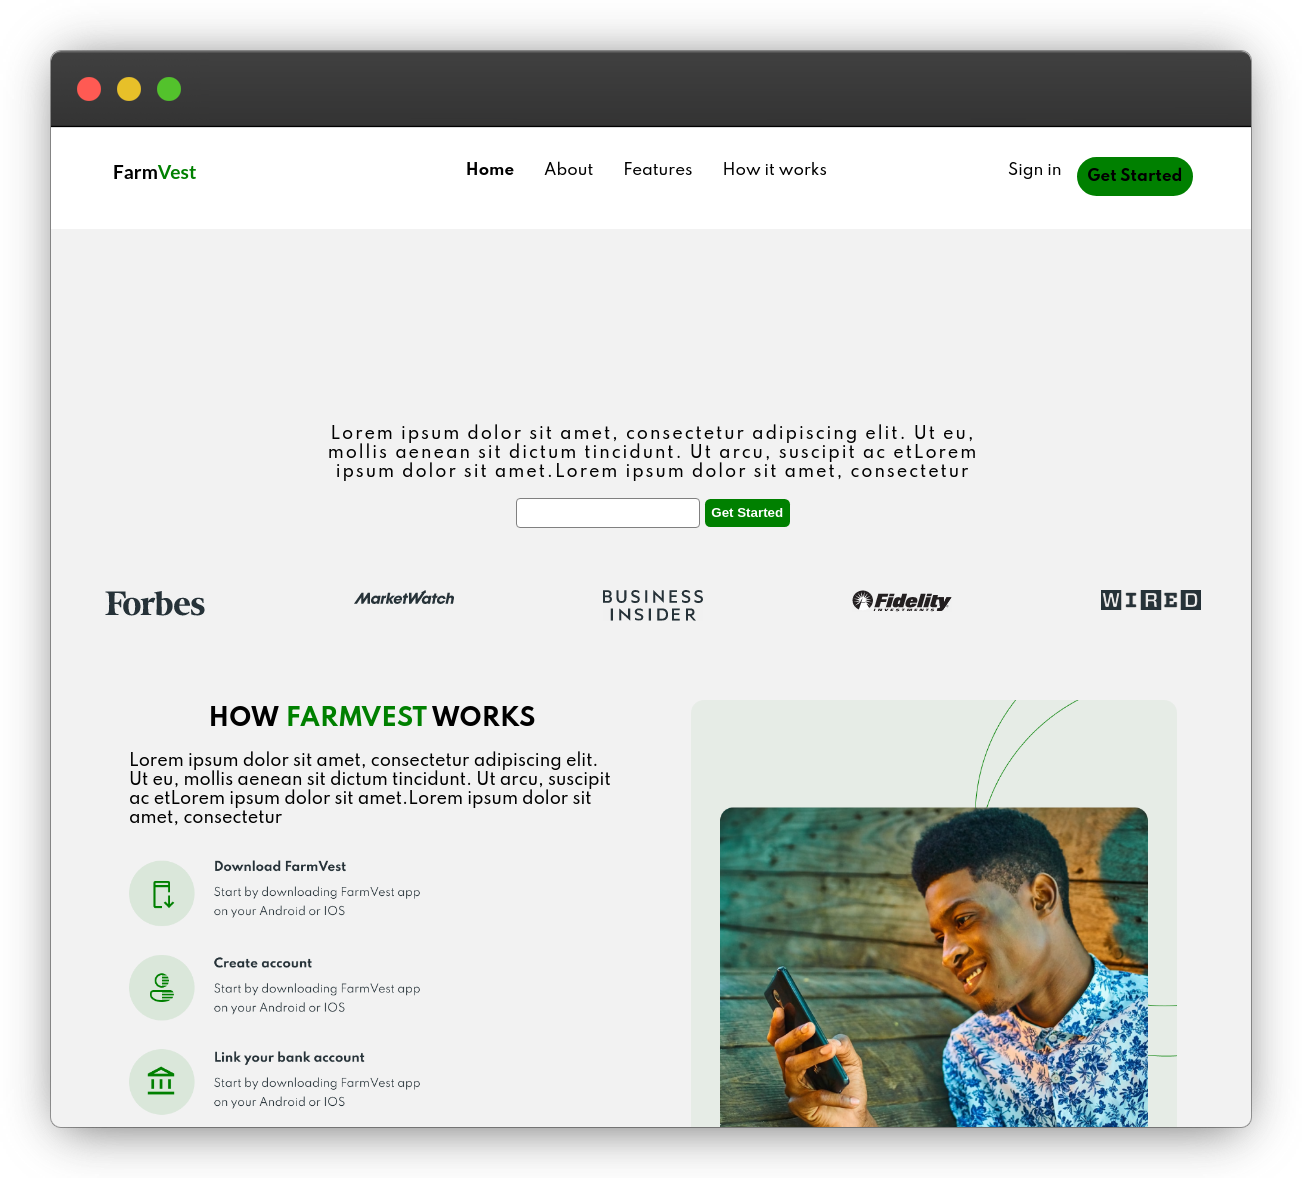 FarmVest
Home About Features How it works
Sign in Get Started
Lorem ipsum dolor sit amet, consectetur adipiscing elit. Ut eu,
mollis aenean sit dictum tincidunt. Ut arcu, suscipit ac etLorem
ipsum dolor sit amet.Lorem ipsum dolor sit amet, consectetur
Get Started
Forbes
MarketWatch
BUSINESS
INSIDER
Fidelity
INVESTMENTS
WIRED
HOW FARMVEST WORKS
Lorem ipsum dolor sit amet, consectetur adipiscing elit.
Ut eu, mollis aenean sit dictum tincidunt. Ut arcu, suscipit
ac etLorem ipsum dolor sit amet.Lorem ipsum dolor sit
amet, consectetur
Download FarmVest
Start by downloading FarmVest app
on your Android or IOS
Create account
Start by downloading FarmVest app
on your Android or IOS
Link your bank account
Start by downloading FarmVest app
on your Android or IOS